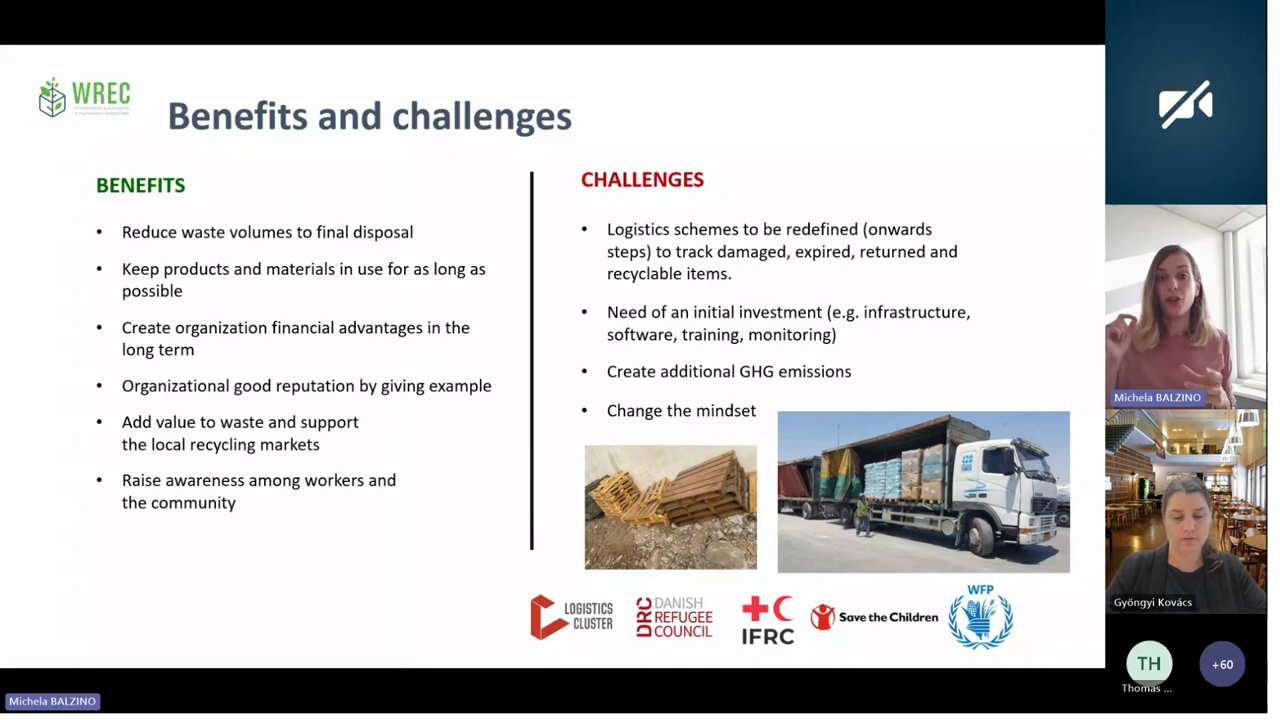 WREC
Benefits and challenges
BENEFITS
• Reduce waste volumes to final disposal
• Keep products and materials in use for as long as
possible
• Create organization financial advantages in the
long term
• Organizational good reputation by giving example
• Add value to waste and support
the local recycling markets
• Raise awareness among workers and
the community
CHALLENGES
• Logistics schemes to be redefined (onwards
steps) to track damaged, expired, returned and
recyclable items.
• Need of an initial investment (e.g. infrastructure,
software, training, monitoring)
• Create additional GHG emissions
• Change the mindset
LOGISTICS
CLUSTER
DRC
DANISH
REFUGEE
COUNCIL
IFRC
Save the Children
WFP
Michela BALZINO
Gyöngyi Kovács
TH
Thomas ...
+60
Michela BALZINO